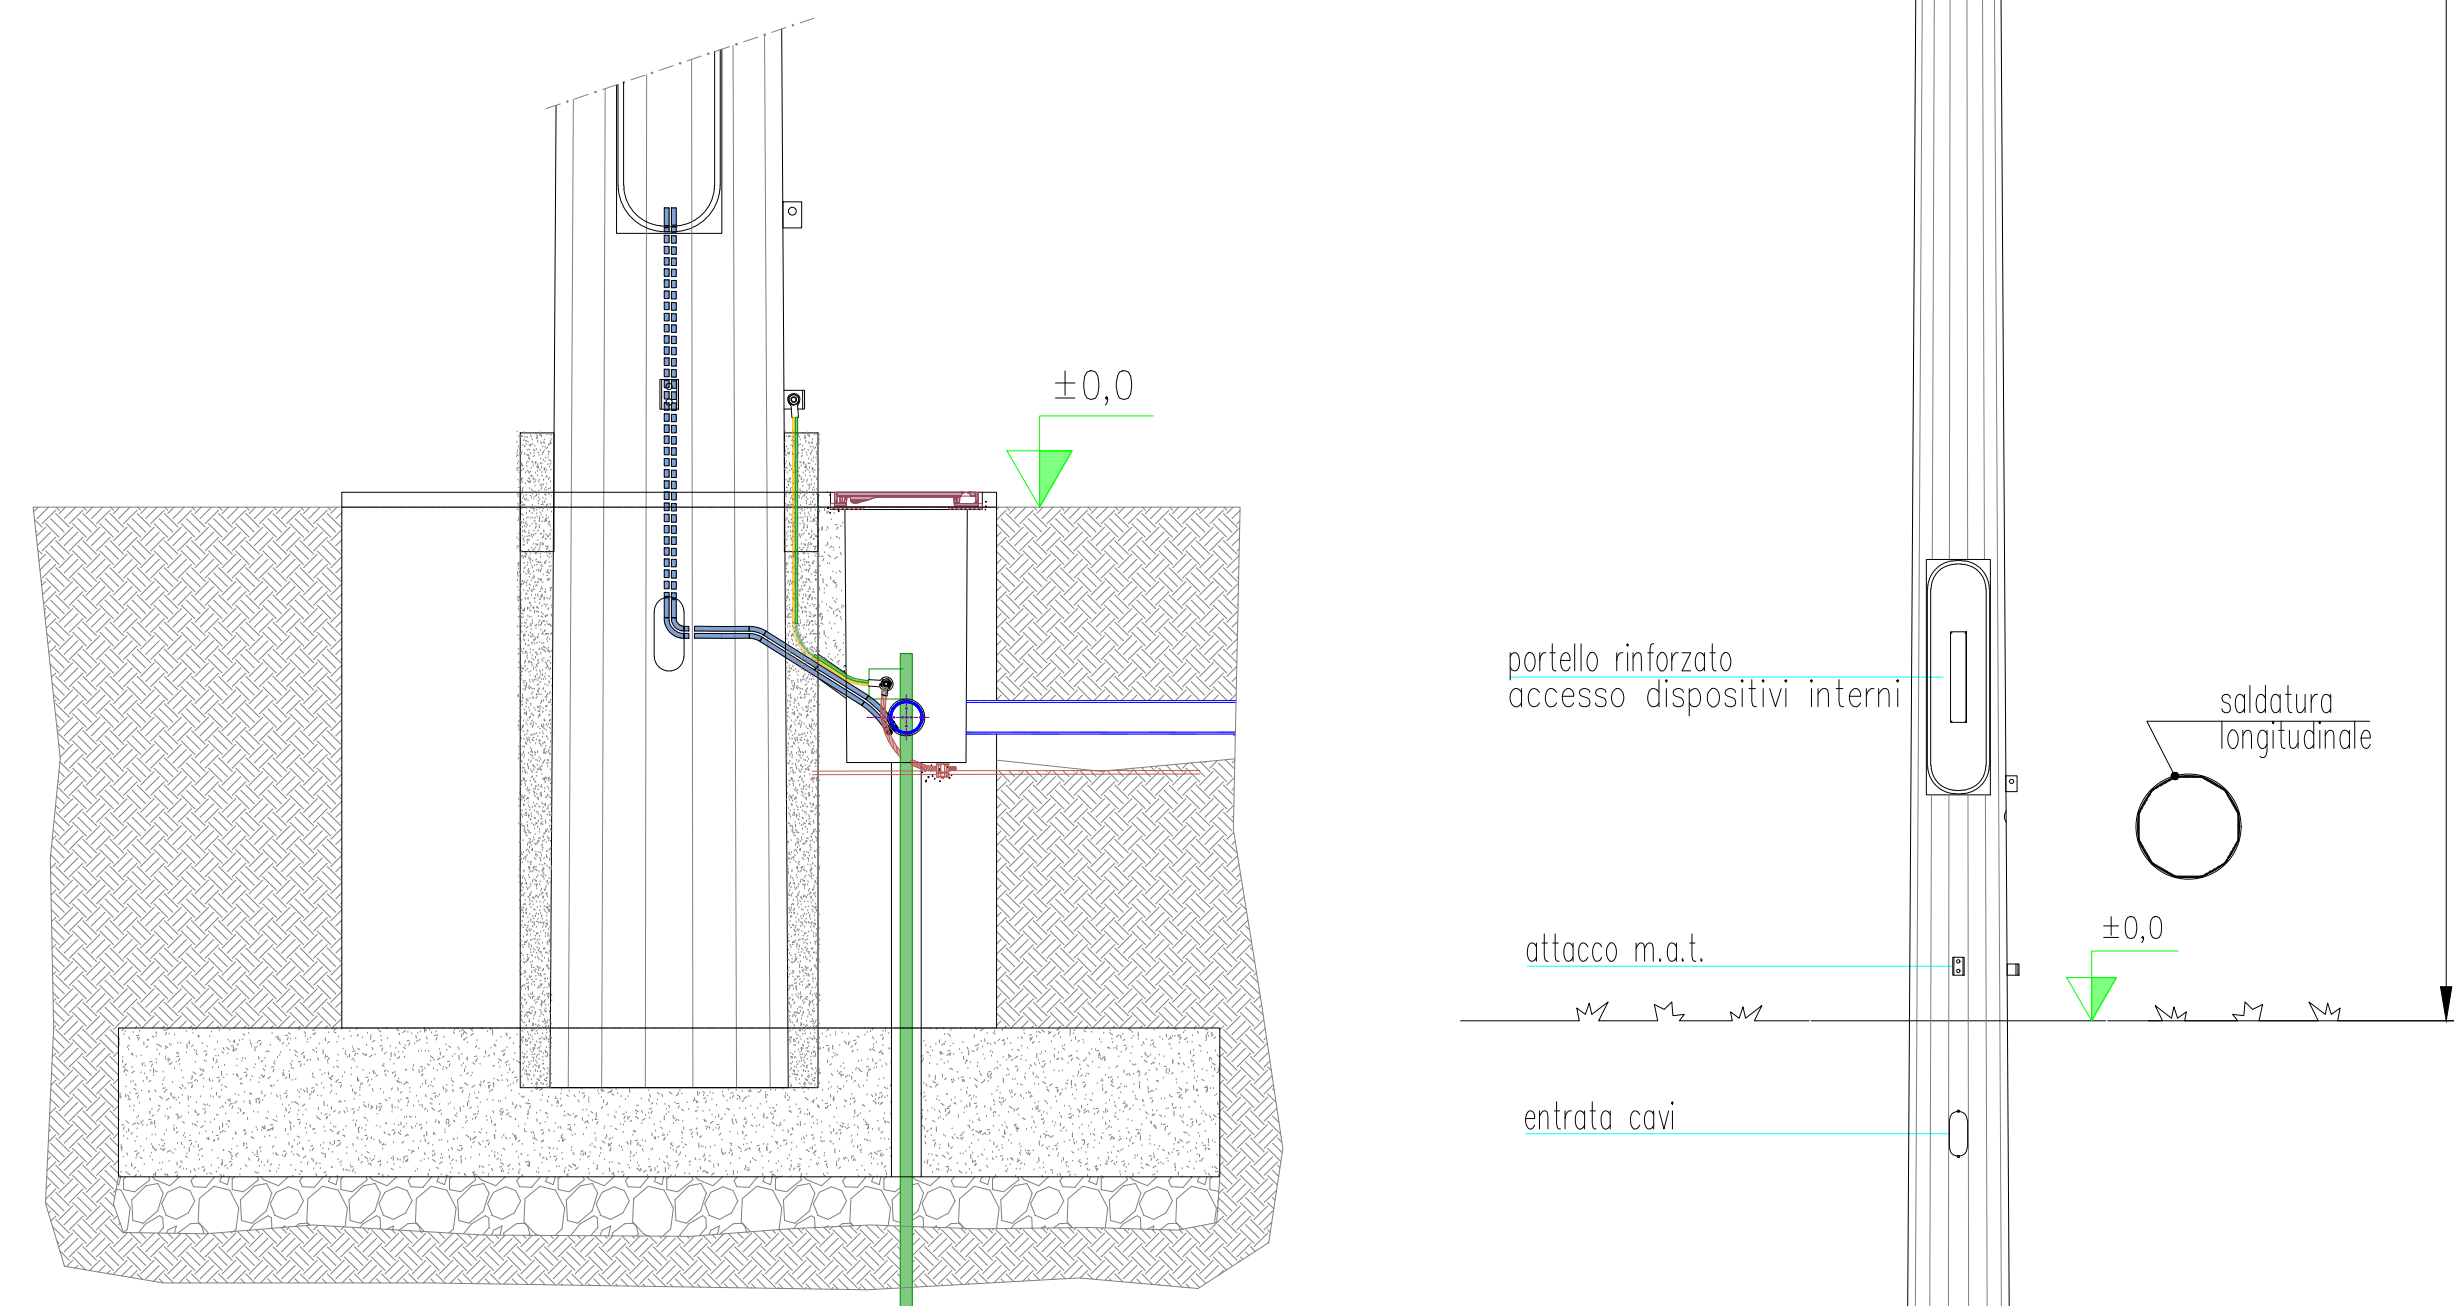 ±0,0
portello rinforzato
accesso dispositivi interni
saldatura
longitudinale
±0,0
attacco m.a.t.
entrata cavi